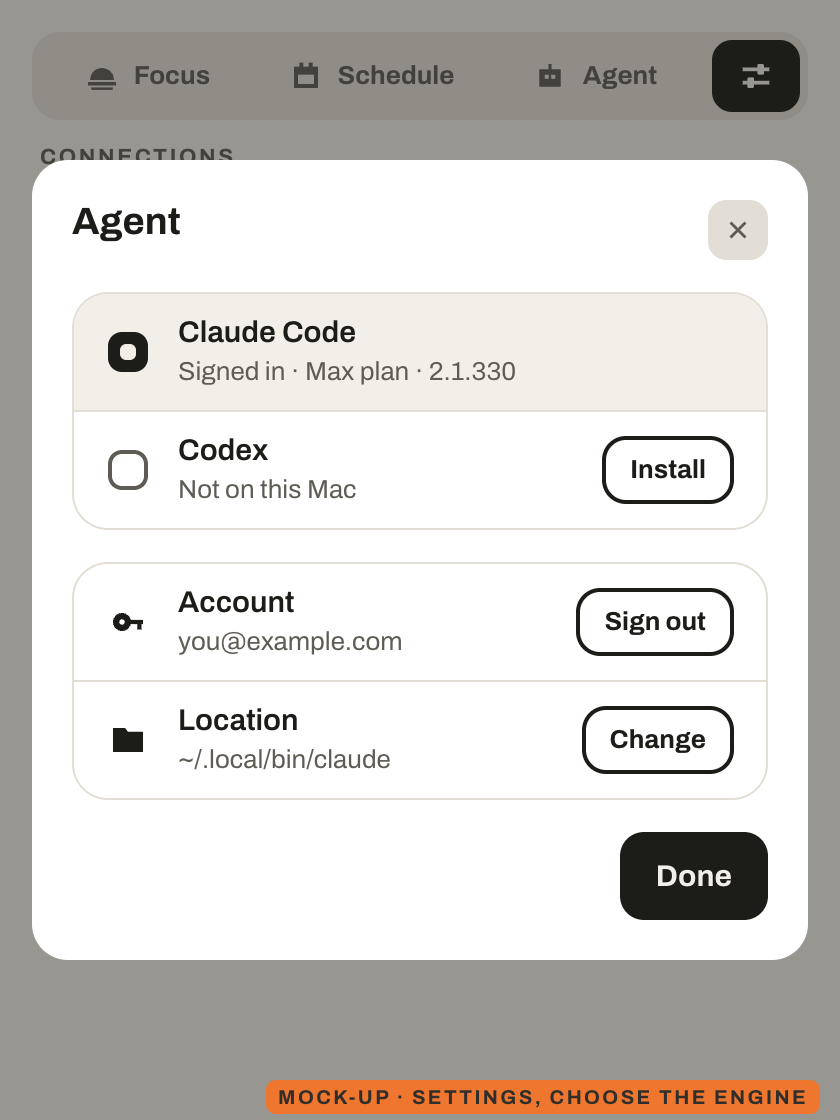 Focus
Schedule
Agent
CONNECTIONS
Agent
Claude Code
Signed in · Max plan · 2.1.330
Codex
Not on this Mac
Install
Account
you@example.com
Sign out
Location
~/.local/bin/claude
Change
Done
MOCK-UP · SETTINGS, CHOOSE THE ENGINE